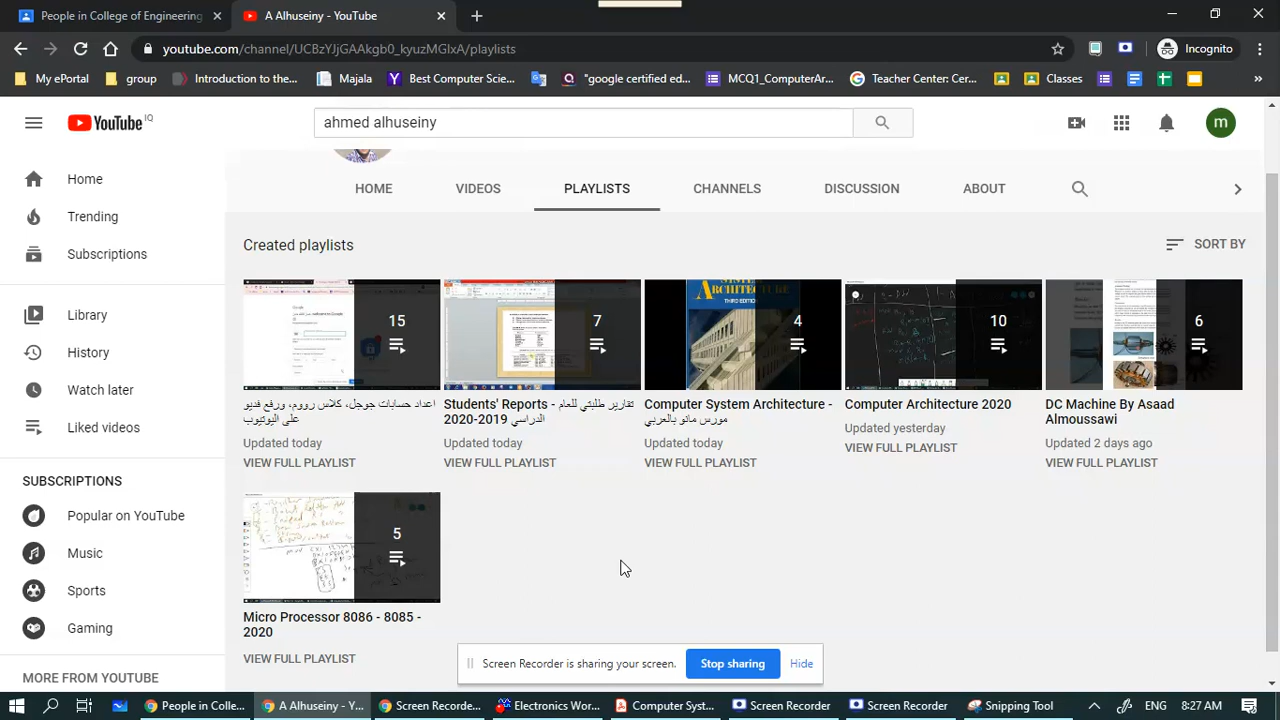 People in College of Engineering
A Alhuseiny - YouTube
youtube.com/channel/UCBzYJjGAAkgb0_kyuzMGlxA/playlists
Incognito
My ePortal
group
Introduction to the...
Majala
Best Computer Scie...
"google certified ed...
MCQ1_ComputerAr...
Teacher Center: Cer...
Classes
YouTube IQ
ahmed alhuseiny
m
Home
Trending
Subscriptions
Library
History
Watch later
Liked videos
SUBSCRIPTIONS
Popular on YouTube
Music
Sports
Gaming
MORE FROM YOUTUBE
HOME
VIDEOS
PLAYLISTS
CHANNELS
DISCUSSION
ABOUT
Created playlists
SORT BY
15
اعداد حسابات جوجل، كلاس رووم، ورفع فديو
على اليوتيوب
Updated today
VIEW FULL PLAYLIST
7
Students' Reports - تقارير طلبتي للعام
الدراسي 2020-2019
Updated today
VIEW FULL PLAYLIST
ARCHITECTURE
THIRD EDITION
4
Computer System Architecture -
مورس مانو بالعربي
Updated today
VIEW FULL PLAYLIST
10
Computer Architecture 2020
Updated yesterday
VIEW FULL PLAYLIST
6
DC Machine By Asaad
Almoussawi
Updated 2 days ago
VIEW FULL PLAYLIST
5
Micro Processor 8086 - 8085 -
2020
VIEW FULL PLAYLIST
Screen Recorder is sharing your screen.
Stop sharing
Hide
People in Colle...
A Alhuseiny - Y...
Screen Recorde...
Electronics Wor...
Computer Syst...
Screen Recorder
Screen Recorder
Snipping Tool
ENG
8:27 AM